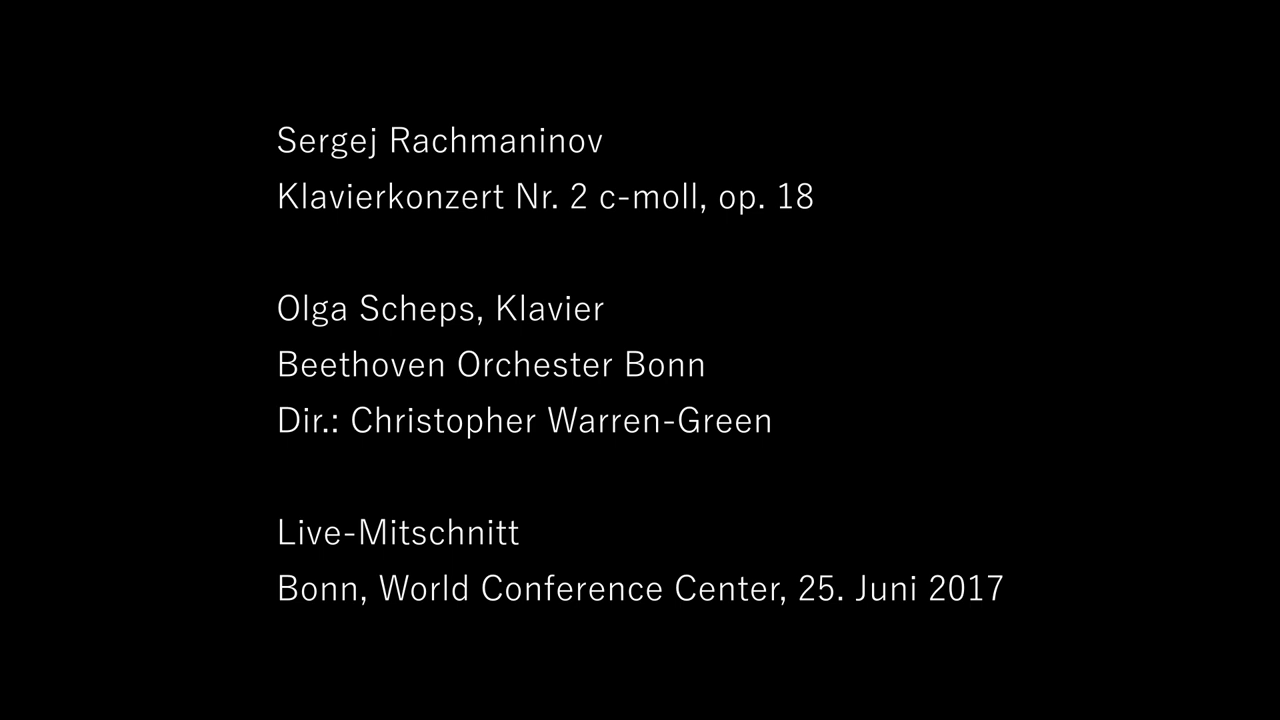 Sergej Rachmaninov
Klavierkonzert Nr. 2 c-moll, op. 18
Olga Scheps, Klavier
Beethoven Orchester Bonn
Dir.: Christopher Warren-Green
Live-Mitschnitt
Bonn, World Conference Center, 25. Juni 2017